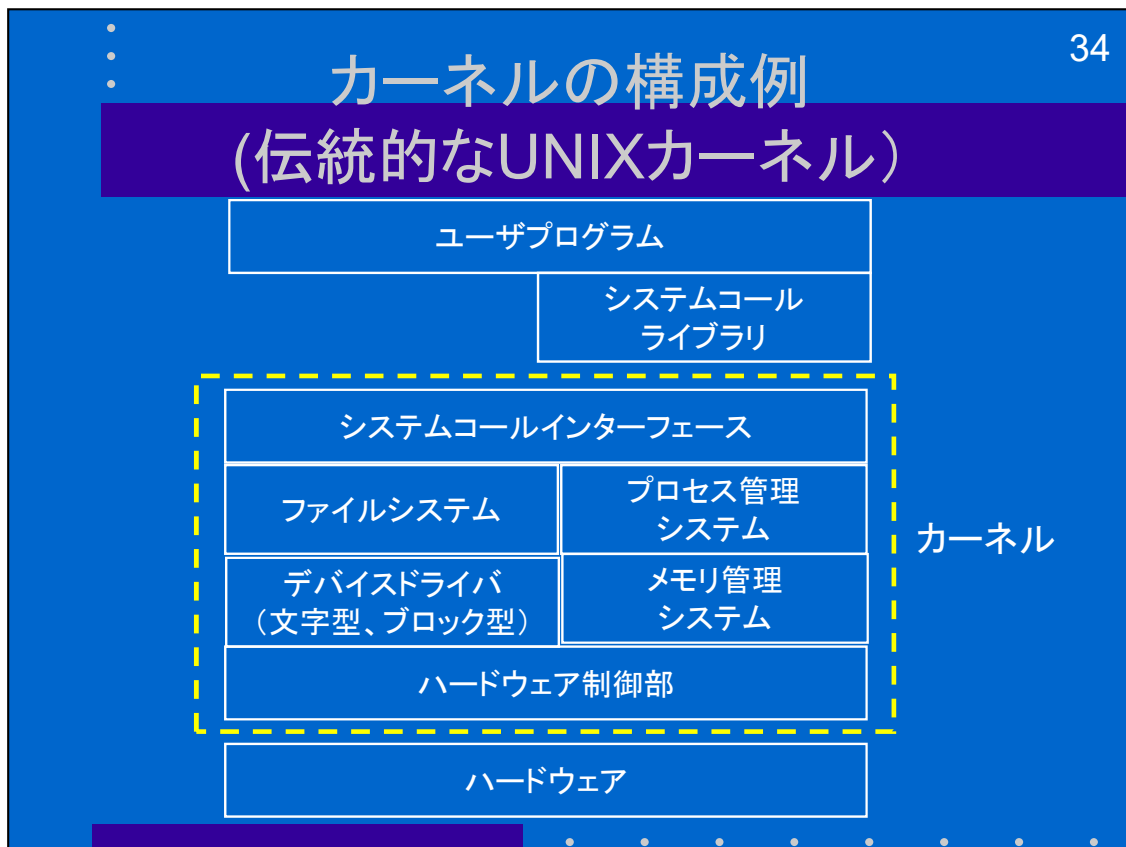 34
カーネルの構成例
(伝統的なUNIXカーネル）
ユーザプログラム
システムコール
ライブラリ
システムコールインターフェース
ファイルシステム
プロセス管理
システム
デバイスドライバ
（文字型、ブロック型）
メモリ管理
システム
ハードウェア制御部
カーネル
ハードウェア